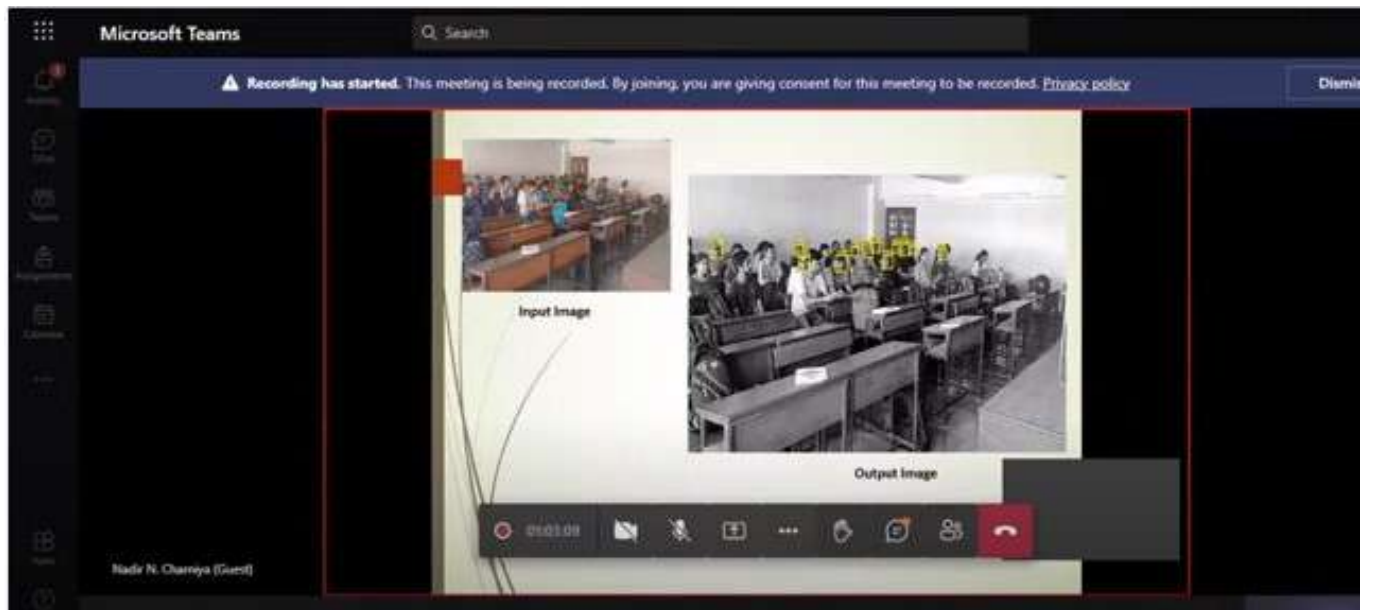 Microsoft Teams
Search
Recording has started. This meeting is being recorded. By joining, you are giving consent for this meeting to be recorded. Privacy policy
Dismis
Input Image
Output Image
Nadir N. Charniya (Guest)